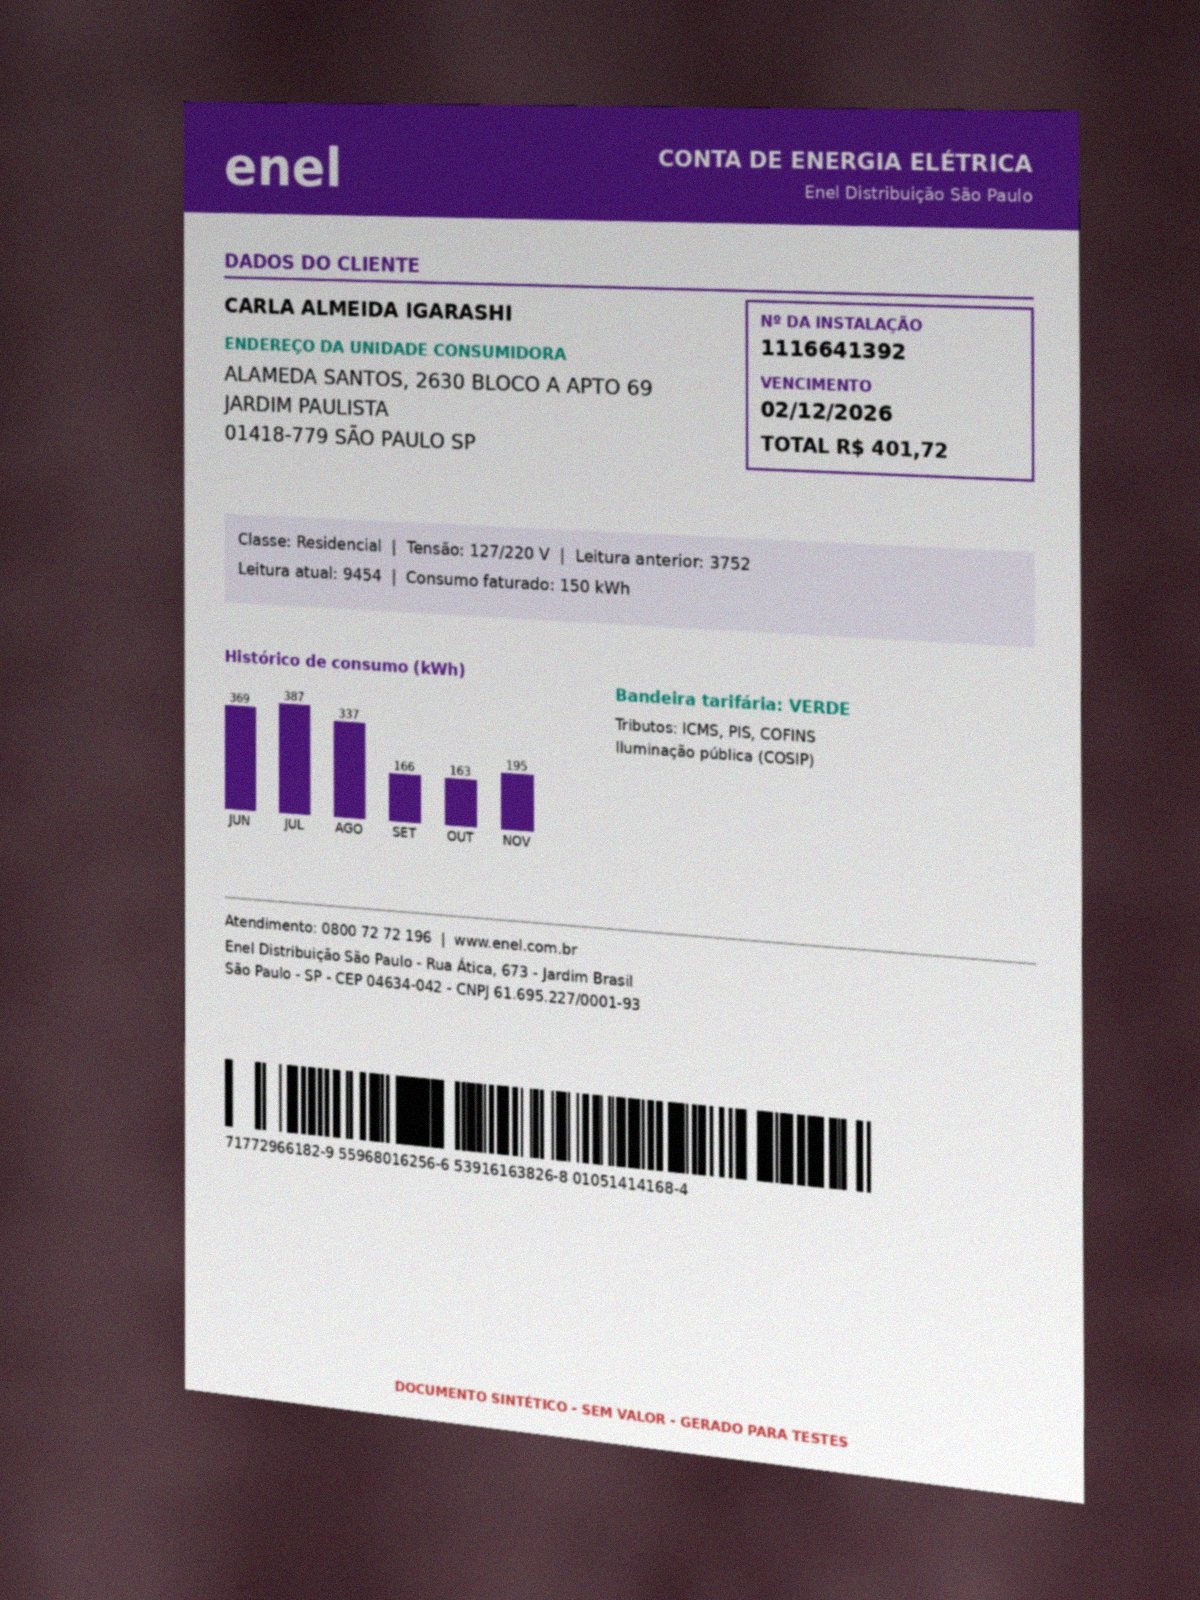 enel
CONTA DE ENERGIA ELÉTRICA
Enel Distribuição São Paulo
DADOS DO CLIENTE
CARLA ALMEIDA IGARASHI
ENDEREÇO DA UNIDADE CONSUMIDORA
ALAMEDA SANTOS, 2630 BLOCO A APTO 69
JARDIM PAULISTA
01418-779 SÃO PAULO SP
Nº DA INSTALAÇÃO
1116641392
VENCIMENTO
02/12/2026
TOTAL R$ 401,72
Classe: Residencial | Tensão: 127/220 V | Leitura anterior: 3752
Leitura atual: 9454 | Consumo faturado: 150 kWh
Histórico de consumo (kWh)
369 387 337 166 163 195
JUN JUL AGO SET OUT NOV
Bandeira tarifária: VERDE
Tributos: ICMS, PIS, COFINS
Iluminação pública (COSIP)
Atendimento: 0800 72 72 196 | www.enel.com.br
Enel Distribuição São Paulo - Rua Ática, 673 - Jardim Brasil
São Paulo - SP - CEP 04634-042 - CNPJ 61.695.227/0001-93
71772966182-9 55968016256-6 53916163826-8 01051414168-4
DOCUMENTO SINTÉTICO - SEM VALOR - GERADO PARA TESTES